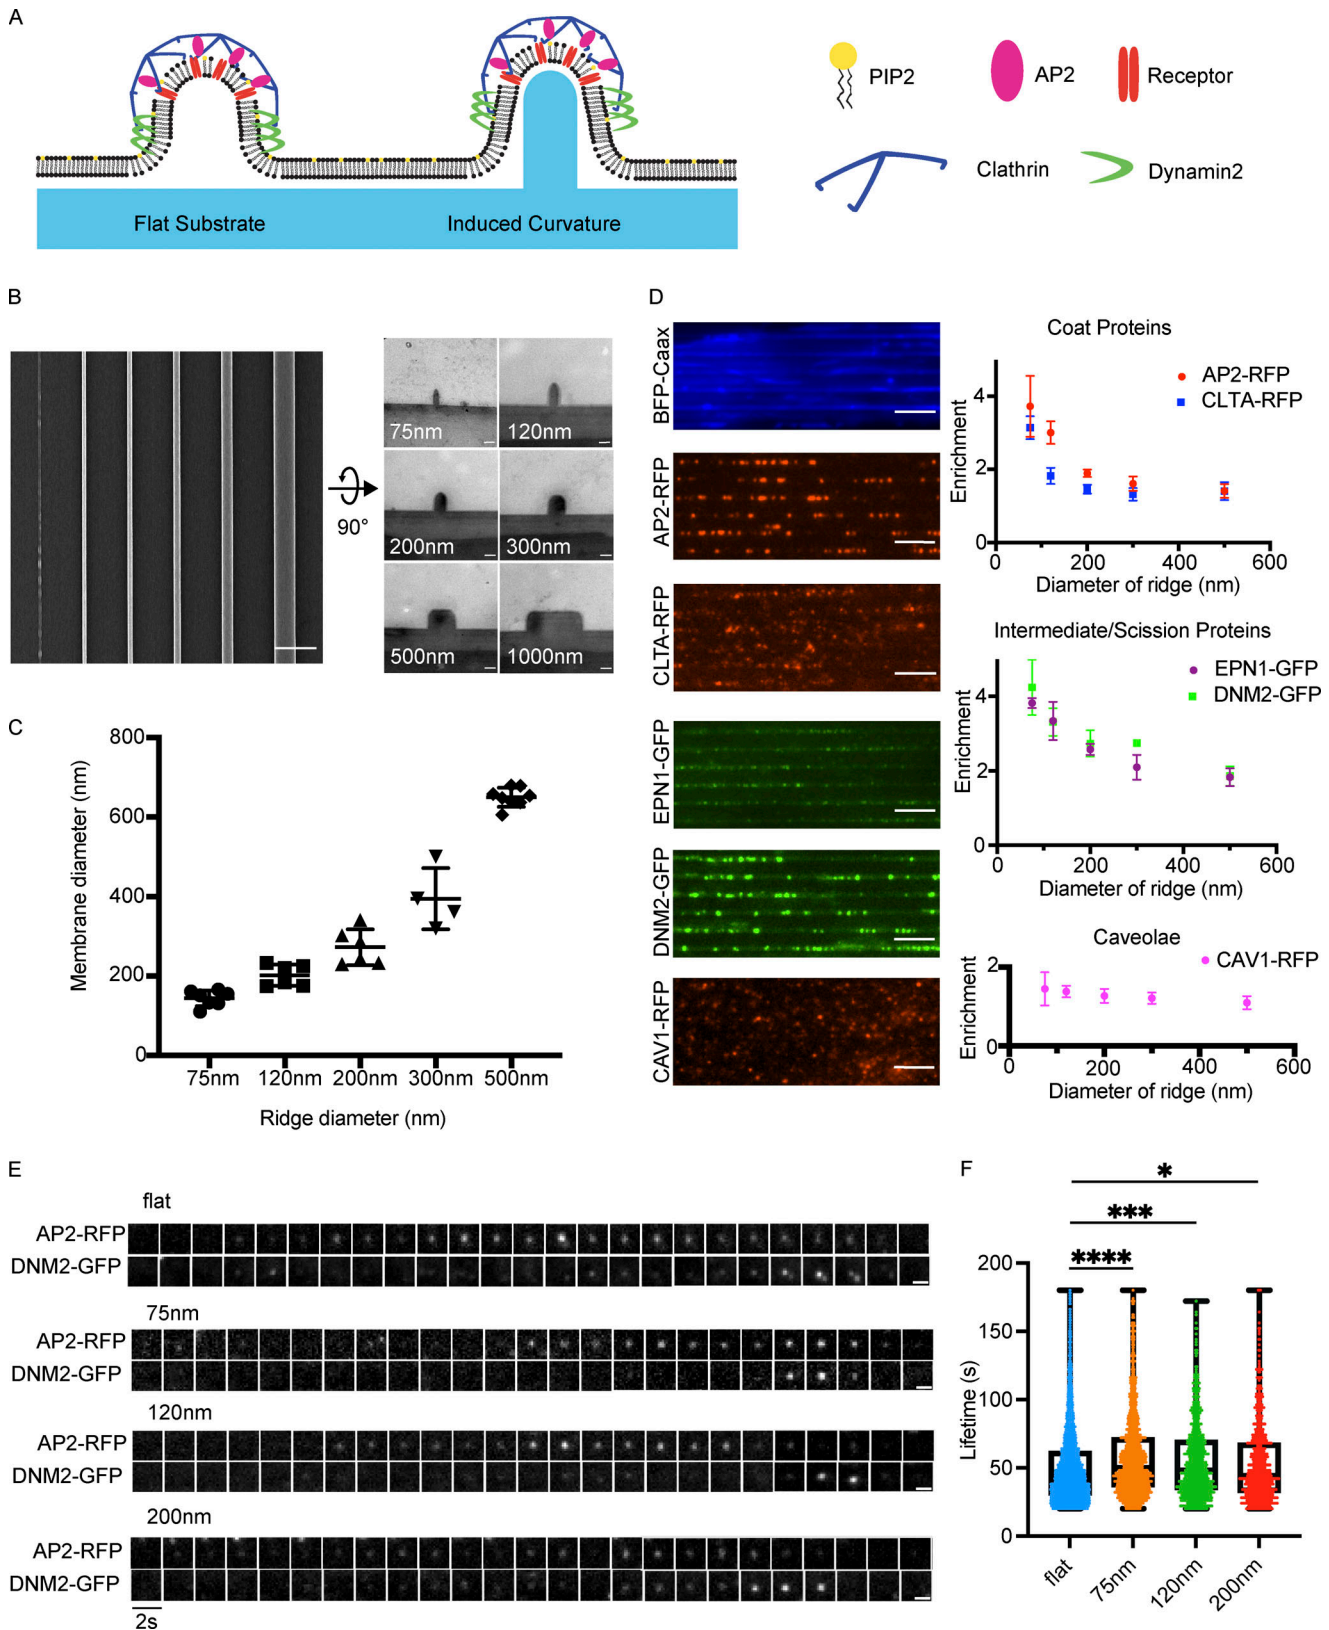 A
PIP2
AP2
Receptor
Clathrin
Dynamin2
Flat Substrate
Induced Curvature
B
90°
75nm
120nm
200nm
300nm
500nm
1000nm
C
Membrane diameter (nm)
800
600
400
200
0
75nm 120nm 200nm 300nm 500nm
Ridge diameter (nm)
D
BFP-Caax
AP2-RFP
CLTA-RFP
EPN1-GFP
DNM2-GFP
CAV1-RFP
Coat Proteins
AP2-RFP
CLTA-RFP
Enrichment
4
2
0
0 200 400 600
Diameter of ridge (nm)
Intermediate/Scission Proteins
EPN1-GFP
DNM2-GFP
Enrichment
4
2
0
0 200 400 600
Diameter of ridge (nm)
Caveolae
CAV1-RFP
Enrichment
2
0
0 200 400 600
Diameter of ridge (nm)
E
flat
AP2-RFP
DNM2-GFP
75nm
AP2-RFP
DNM2-GFP
120nm
AP2-RFP
DNM2-GFP
200nm
AP2-RFP
DNM2-GFP
2s
F
*
***
****
Lifetime (s)
200
150
100
50
0
flat 75nm 120nm 200nm